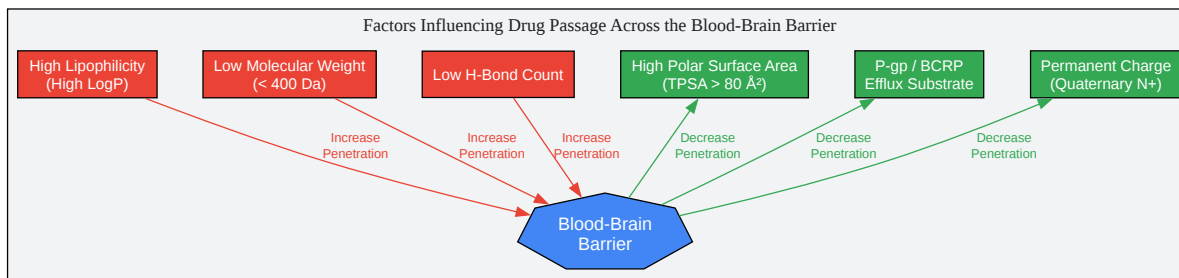 Factors Influencing Drug Passage Across the Blood-Brain Barrier
High Lipophilicity
(High LogP)
Low Molecular Weight
(< 400 Da)
Low H-Bond Count
High Polar Surface Area
(TPSA > 80 Å²)
P-gp / BCRP
Efflux Substrate
Permanent Charge
(Quaternary N+)
Increase
Penetration
Increase
Penetration
Increase
Penetration
Decrease
Penetration
Decrease
Penetration
Decrease
Penetration
Blood-Brain
Barrier